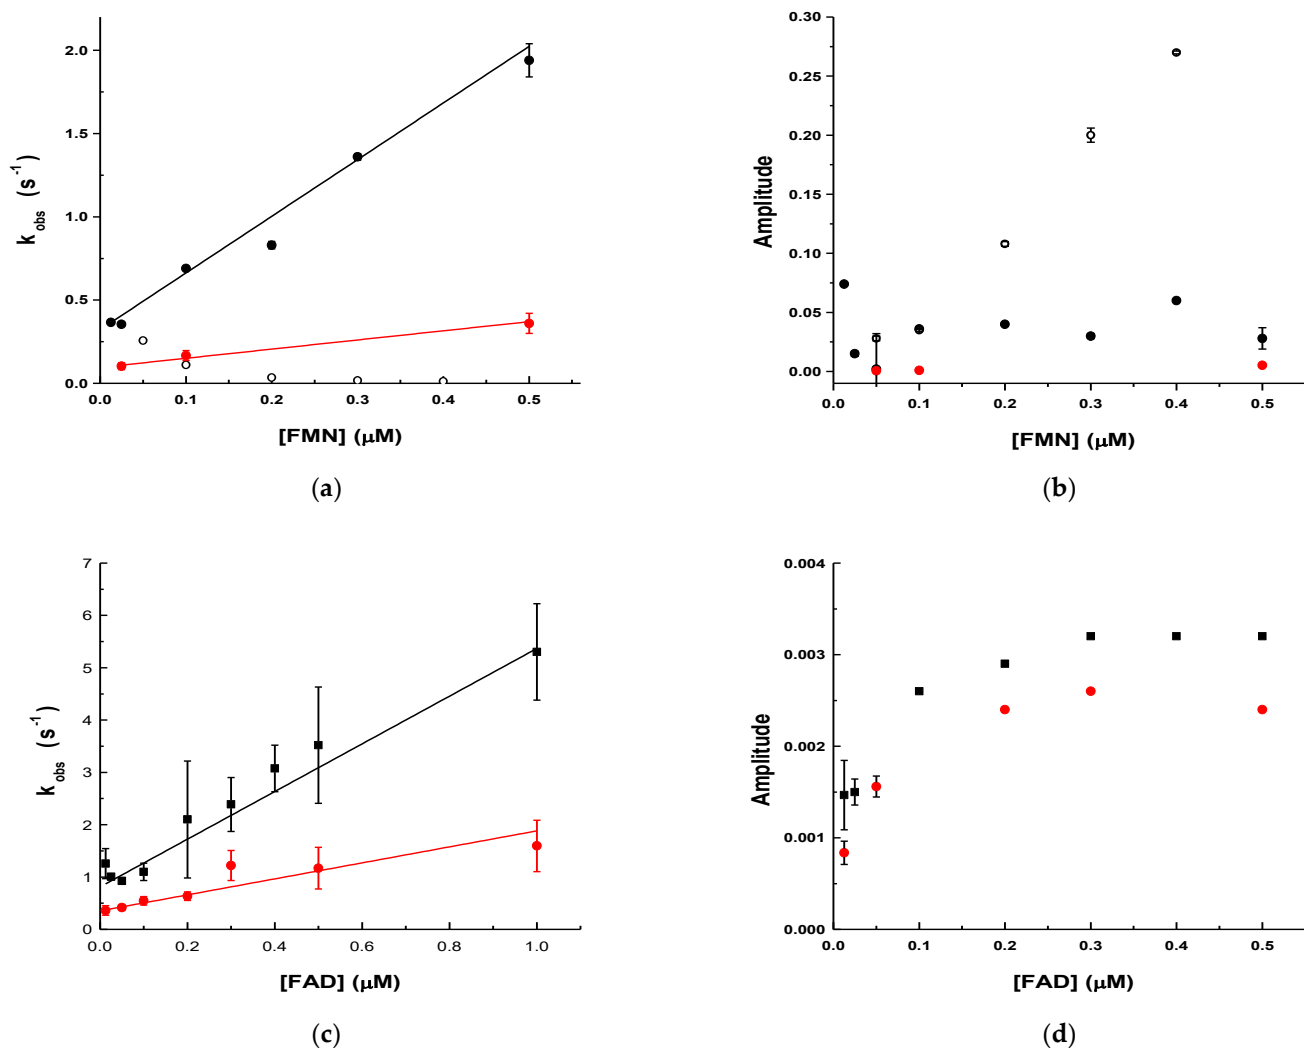 2.0
1.5
1.0
0.5
0.0
k obs (s-1)
0.0 0.1 0.2 0.3 0.4 0.5
[FMN] (μM)
(a)
0.30
0.25
0.20
0.15
0.10
0.05
0.00
Amplitude
0.0 0.1 0.2 0.3 0.4 0.5
[FMN] (μM)
(b)
7
6
5
4
3
2
1
0
k obs (s-1)
0.0 0.2 0.4 0.6 0.8 1.0
[FAD] (μM)
(c)
0.004
0.003
0.002
0.001
0.000
Amplitude
0.0 0.1 0.2 0.3 0.4 0.5
[FAD] (μM)
(d)